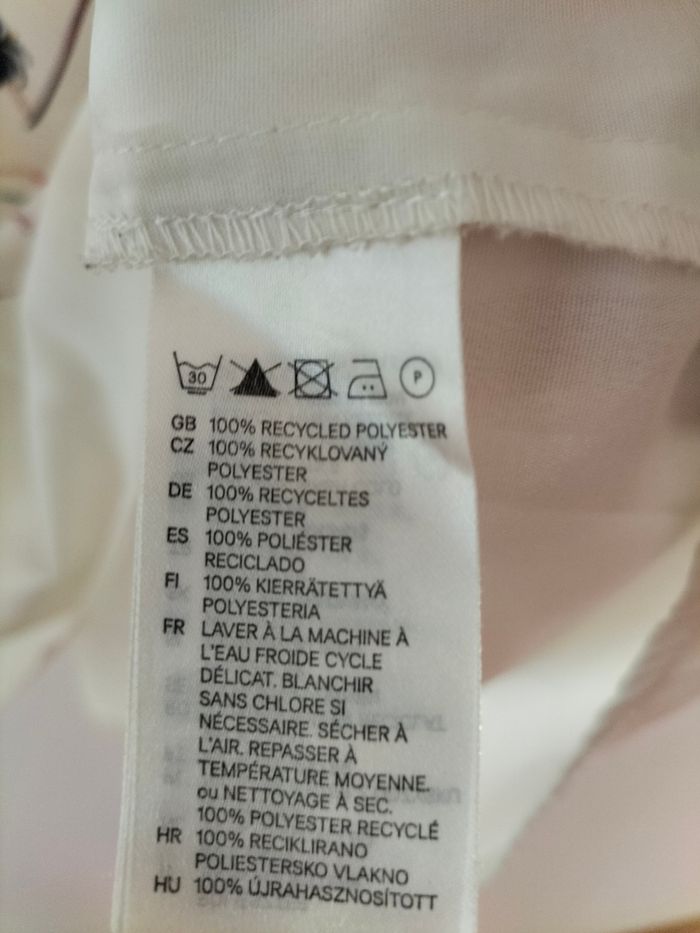 30
P
GB 100% RECYCLED POLYESTER
CZ 100% RECYKLOVANÝ
POLYESTER
DE 100% RECYCELTES
POLYESTER
ES 100% POLIÉSTER
RECICLADO
FI 100% KIERRÄTETTYÄ
POLYESTERIA
FR LAVER À LA MACHINE À
L'EAU FROIDE CYCLE
DÉLICAT. BLANCHIR
SANS CHLORE SI
NÉCESSAIRE. SÉCHER À
L'AIR. REPASSER À
TEMPÉRATURE MOYENNE.
ou NETTOYAGE À SEC.
100% POLYESTER RECYCLÉ
HR 100% RECIKLIRANO
POLIESTERSKO VLAKNO
HU 100% ÚJRAHASZNOSÍTOTT